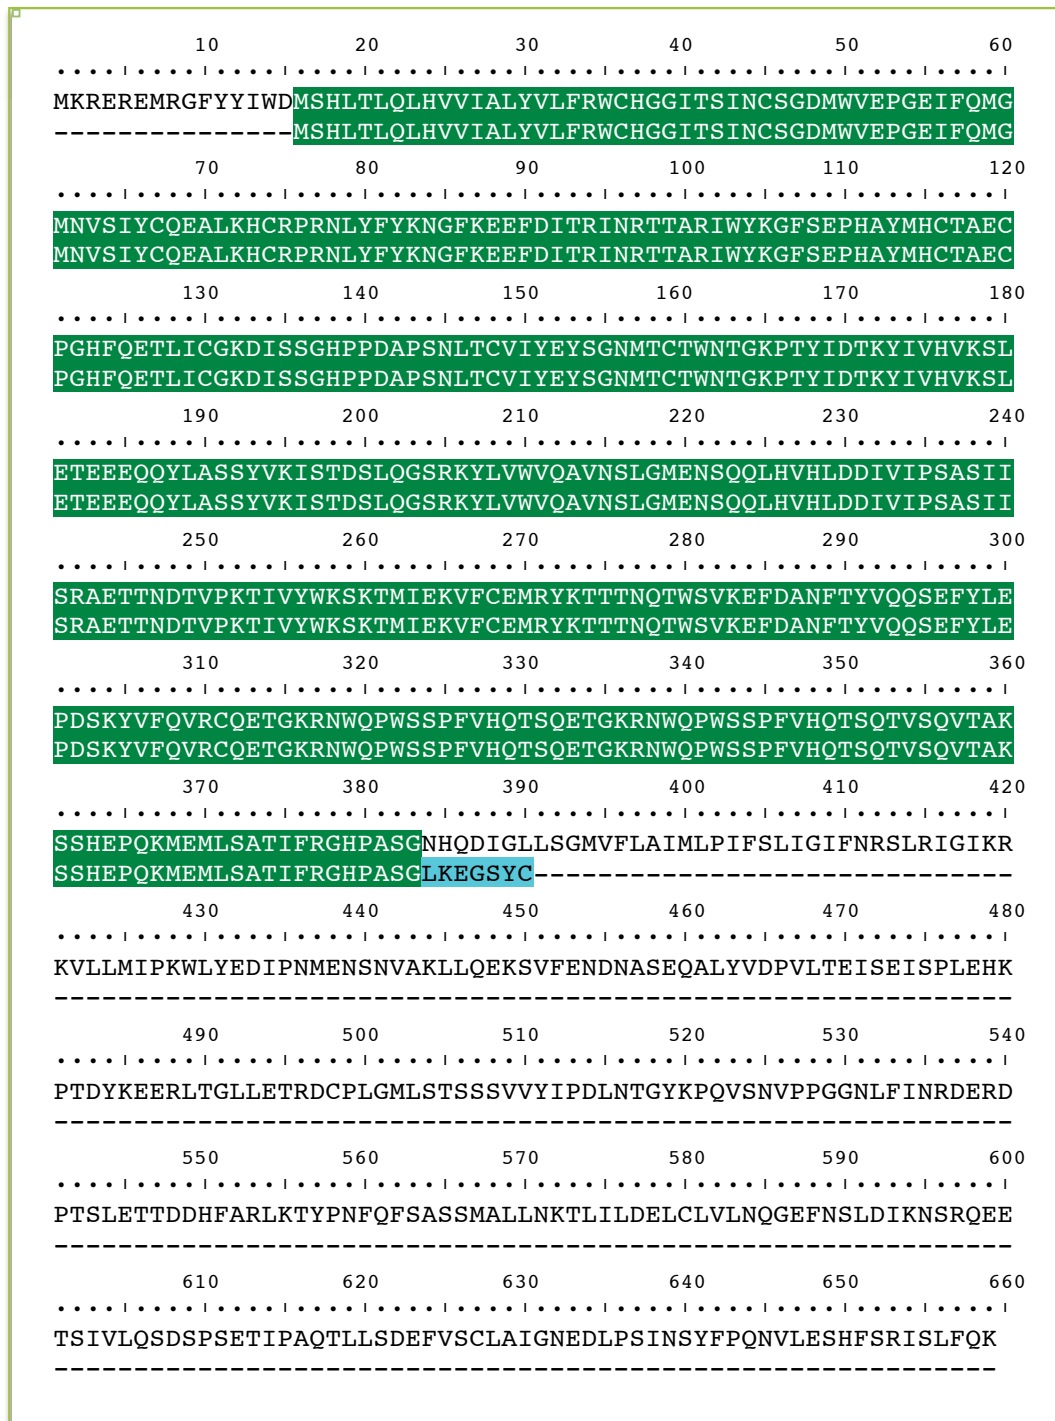 10 20 30 40 50 60
MKREREMRGFYYIWDMSHLTLQLHVVIALYVLFRWCHGGITSINCSGDMWVEPGEIFQMG
---------------MSHLTLQLHVVIALYVLFRWCHGGITSINCSGDMWVEPGEIFQMG
70 80 90 100 110 120
MNVSIYCQEALKHCRPRNLYFYKNGFKEEFDITRINRTTARIWYKGFSEPHAYMHCTAEC
MNVSIYCQEALKHCRPRNLYFYKNGFKEEFDITRINRTTARIWYKGFSEPHAYMHCTAEC
130 140 150 160 170 180
PGHFQETLICGKDISSGHPPDAPSNLTCVIYEYSGNMTCTWNTGKPTYIDTKYIVHVKSL
PGHFQETLICGKDISSGHPPDAPSNLTCVIYEYSGNMTCTWNTGKPTYIDTKYIVHVKSL
190 200 210 220 230 240
ETEEEQQYLASSYVKISTDSLQGSRKYLVWVQAVNSLGMENSQQLHVHLDDIVIPSASII
ETEEEQQYLASSYVKISTDSLQGSRKYLVWVQAVNSLGMENSQQLHVHLDDIVIPSASII
250 260 270 280 290 300
SRAETTNDTVPKTIVYWKSKTMIEKVFCEMRYKTTTNQTWSVKEFDANFTYVQQSEFYLE
SRAETTNDTVPKTIVYWKSKTMIEKVFCEMRYKTTTNQTWSVKEFDANFTYVQQSEFYLE
310 320 330 340 350 360
PDSKYVFQVRCQETGKRNWQPWSSPFVHQTSQETGKRNWQPWSSPFVHQTSQTVSQVTAK
PDSKYVFQVRCQETGKRNWQPWSSPFVHQTSQETGKRNWQPWSSPFVHQTSQTVSQVTAK
370 380 390 400 410 420
SSHEPQKMEMLSATIFRGHPASGNHQDIGLLSGMVFLAIMLPIFSLIGIFNRSLRIGIKR
SSHEPQKMEMLSATIFRGHPASGLKEGSYC------------------------------
430 440 450 460 470 480
KVLLMIPKWLYEDIPNMENSNVAKLLQEKSVFENDNASEQALYVDPVLTEISEISPLEHK
------------------------------------------------------------
490 500 510 520 530 540
PTDYKEERLTGLLETRDCPLGMLSTSSSVVYIPDLNTGYKPQVSNVPPGGNLFINRDERD
------------------------------------------------------------
550 560 570 580 590 600
PTSLETTDDHFARLKTYPNFQFSASSMALLNKTLILDELCLVLNQGEFNSLDIKNSRQEE
------------------------------------------------------------
610 620 630 640 650 660
TSIVLQSDSPSETIPAQTLLSDEFVSCLAIGNEDLPSINSYFPQNVLESHFSRISLFQK
-----------------------------------------------------------